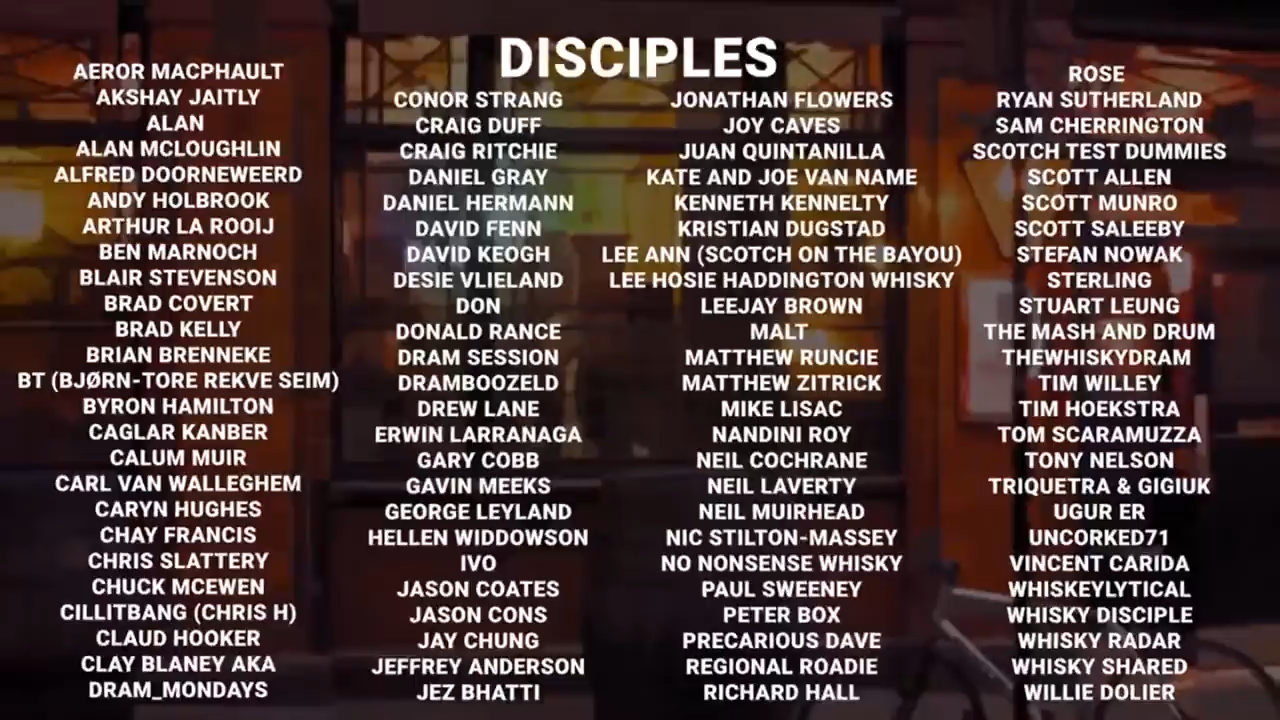 DISCIPLES
AEROR MACPHAULT
AKSHAY JAITLY
ALAN
ALAN MCLOUGHLIN
ALFRED DOORNEWEERD
ANDY HOLBROOK
ARTHUR LA ROOIJ
BEN MARNOCH
BLAIR STEVENSON
BRAD COVERT
BRAD KELLY
BRIAN BRENNEKE
BT (BJØRN-TORE REKVE SEIM)
BYRON HAMILTON
CAGLAR KANBER
CALUM MUIR
CARL VAN WALLEGHEM
CARYN HUGHES
CHAY FRANCIS
CHRIS SLATTERY
CHUCK MCEWEN
CILLITBANG (CHRIS H)
CLAUD HOOKER
CLAY BLANEY AKA
DRAM_MONDAYS
CONOR STRANG
CRAIG DUFF
CRAIG RITCHIE
DANIEL GRAY
DANIEL HERMANN
DAVID FENN
DAVID KEOGH
DESIE VLIELAND
DON
DONALD RANCE
DRAM SESSION
DRAMBOOZELD
DREW LANE
ERWIN LARRANAGA
GARY COBB
GAVIN MEEKS
GEORGE LEYLAND
HELLEN WIDDOWSON
IVO
JASON COATES
JASON CONS
JAY CHUNG
JEFFREY ANDERSON
JEZ BHATTI
JONATHAN FLOWERS
JOY CAVES
JUAN QUINTANILLA
KATE AND JOE VAN NAME
KENNETH KENNELTY
KRISTIAN DUGSTAD
LEE ANN (SCOTCH ON THE BAYOU)
LEE HOSIE HADDINGTON WHISKY
LEEJAY BROWN
MALT
MATTHEW RUNCIE
MATTHEW ZITRICK
MIKE LISAC
NANDINI ROY
NEIL COCHRANE
NEIL LAVERTY
NEIL MUIRHEAD
NIC STILTON-MASSEY
NO NONSENSE WHISKY
PAUL SWEENEY
PETER BOX
PRECARIOUS DAVE
REGIONAL ROADIE
RICHARD HALL
ROSE
RYAN SUTHERLAND
SAM CHERRINGTON
SCOTCH TEST DUMMIES
SCOTT ALLEN
SCOTT MUNRO
SCOTT SALEEBY
STEFAN NOWAK
STERLING
STUART LEUNG
THE MASH AND DRUM
THEWHISKYDRAM
TIM WILLEY
TIM HOEKSTRA
TOM SCARAMUZZA
TONY NELSON
TRIQUETRA & GIGIUK
UGUR ER
UNCORKED71
VINCENT CARIDA
WHISKEYLYTICAL
WHISKY DISCIPLE
WHISKY RADAR
WHISKY SHARED
WILLIE DOLIER